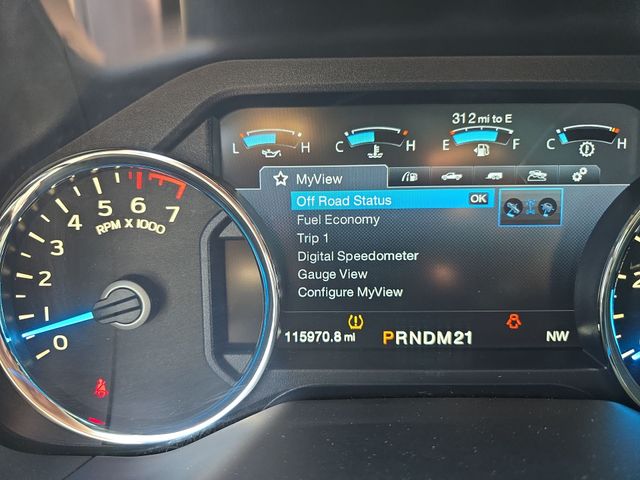 312 mi to E
L H C H E F C H
MyView
Off Road Status OK
Fuel Economy
Trip 1
Digital Speedometer
Gauge View
Configure MyView
115970.8 mi PRNDM21 NW
0 1 2 3 4 5 6 7
RPM X 1000